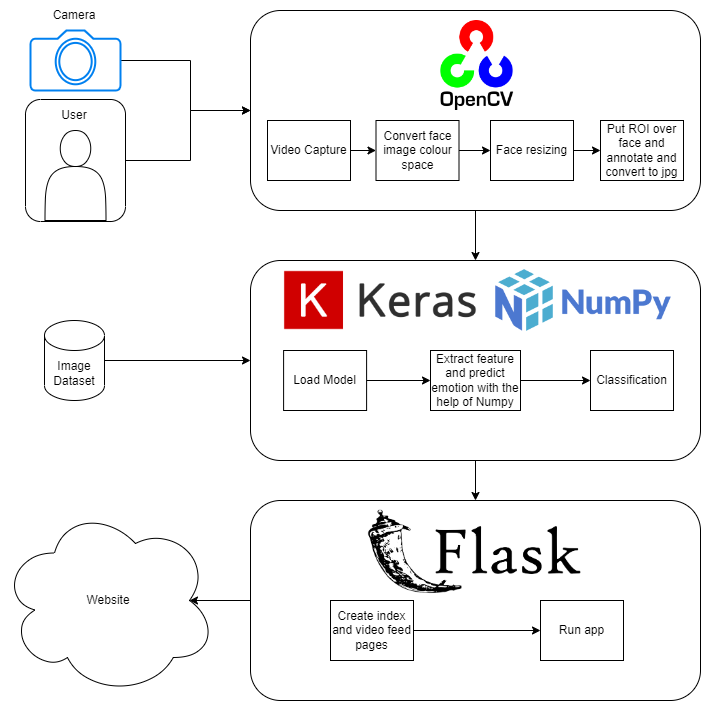 Camera
User
OpenCV
Video Capture
Convert face
image colour
space
Face resizing
Put ROI over
face and
annotate and
convert to jpg
K Keras
NumPy
Image
Dataset
Load Model
Extract feature
and predict
emotion with the
help of Numpy
Classification
Flask
Website
Create index
and video feed
pages
Run app